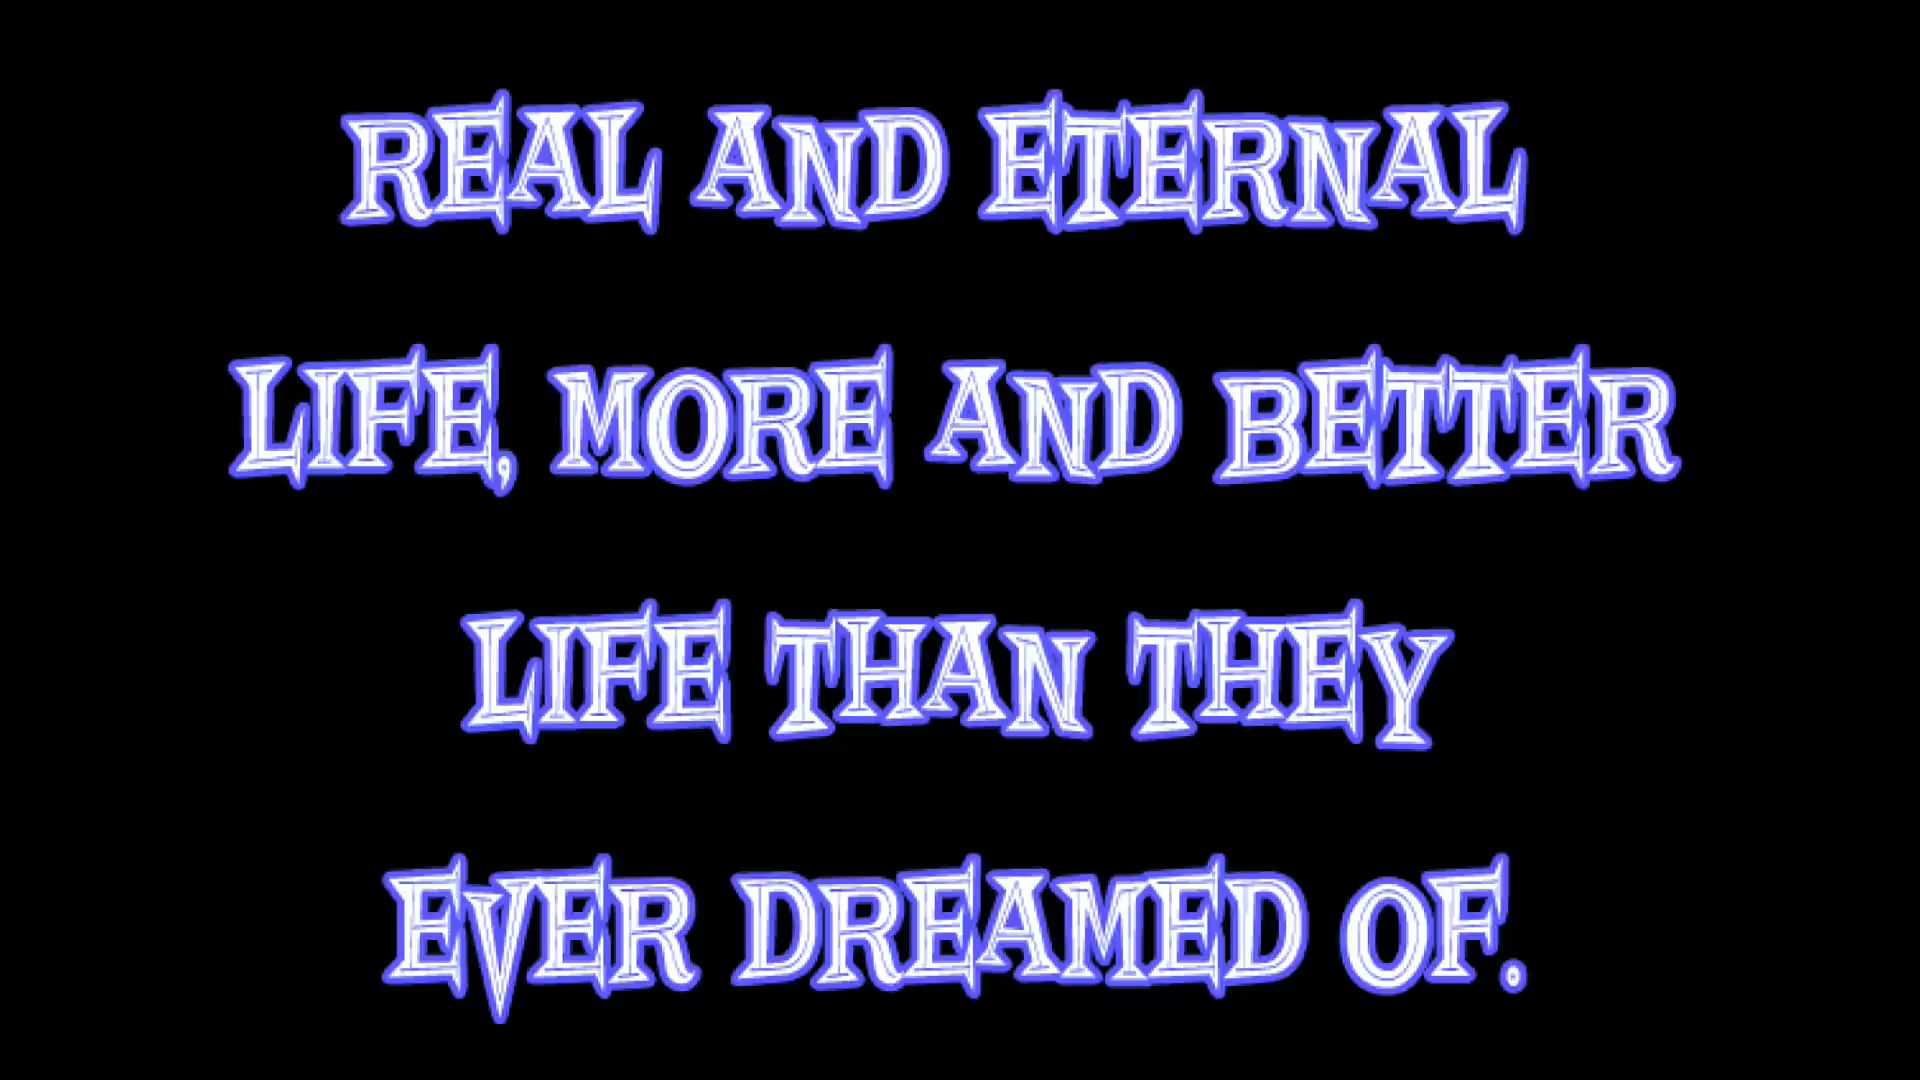 REAL AND ETERNAL
LIFE, MORE AND BETTER
LIFE THAN THEY
EVER DREAMED OF.